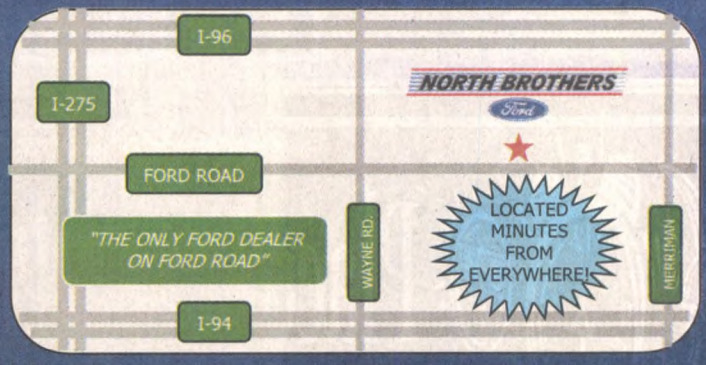 I-96
NORTH BROTHERS
Ford
I-275
FORD ROAD
"THE ONLY FORD DEALER
ON FORD ROAD"
WAYNE RD.
LOCATED
MINUTES
FROM
EVERYWHERE!
MERRIMAN
I-94